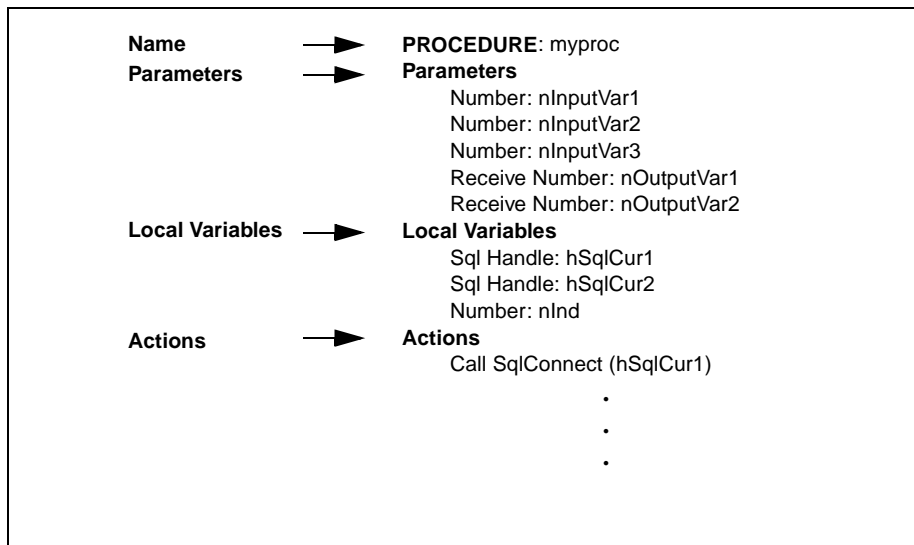 Name PROCEDURE: myproc
Parameters Parameters
Number: nInputVar1
Number: nInputVar2
Number: nInputVar3
Receive Number: nOutputVar1
Receive Number: nOutputVar2
Local Variables Local Variables
Sql Handle: hSqlCur1
Sql Handle: hSqlCur2
Number: nInd
Actions Actions
Call SqlConnect (hSqlCur1)
.
.
.